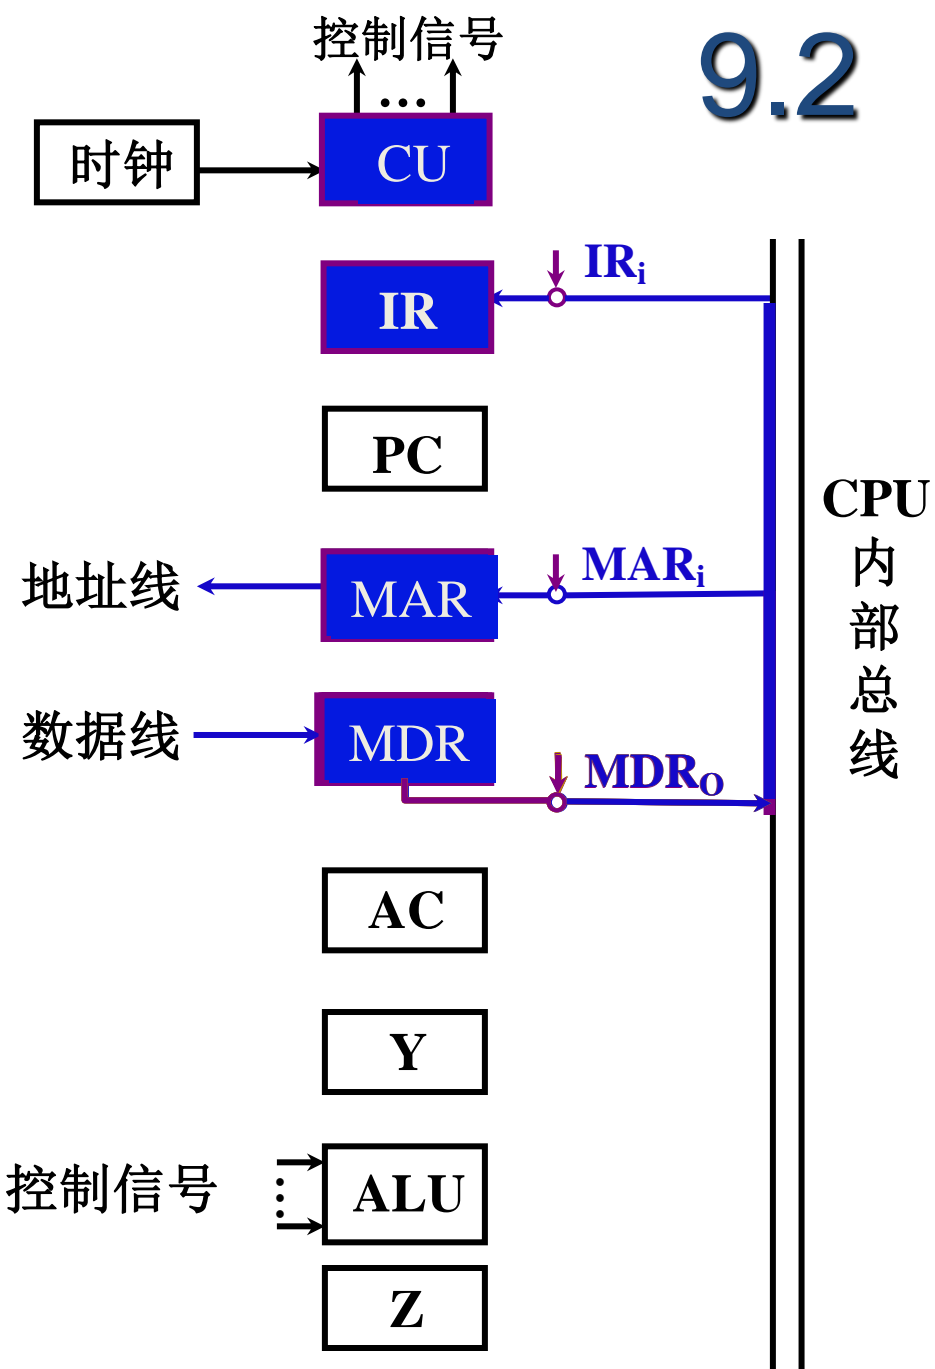 控制信号
9.2
…
时钟
CU
IR
IRi
PC
CPU
内
部
总
线
地址线
MAR
MARi
数据线
MDR
MDRO
AC
Y
控制信号
ALU
Z